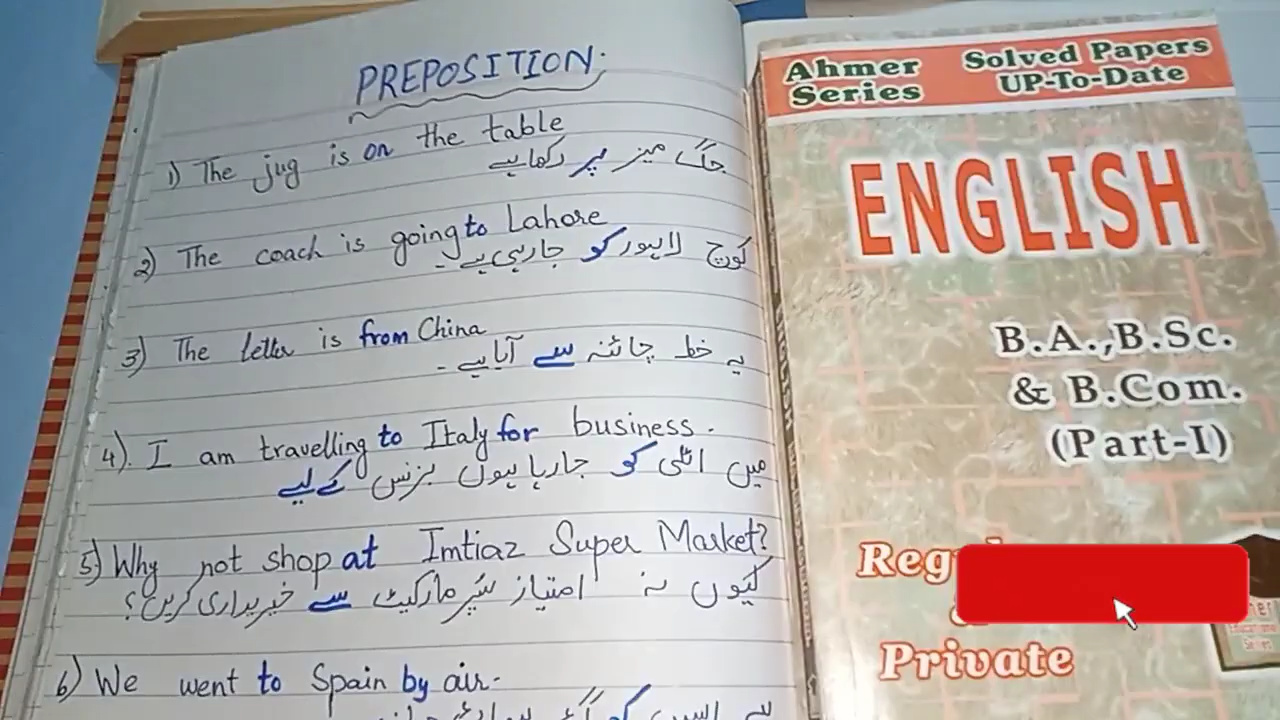 PREPOSITION.
1) The jug is on the table
جگ میز پر رکھا ہے
2) The coach is going to Lahore
کوچ لاہور کو جارہی ہے۔
3) The letter is from China
یہ خط چائنہ سے آیا ہے۔
4). I am travelling to Italy for business.
میں اٹلی کو جارہا ہوں بزنس کے لیے
5) Why not shop at Imtiaz Super Market?
کیوں نہ امتیاز سُپر مارکیٹ سے خریداری کریں؟
6) We went to Spain by air.
Ahmer Series
Solved Papers UP-To-Date
ENGLISH
B.A.,B.Sc.
& B.Com.
(Part-I)
Private